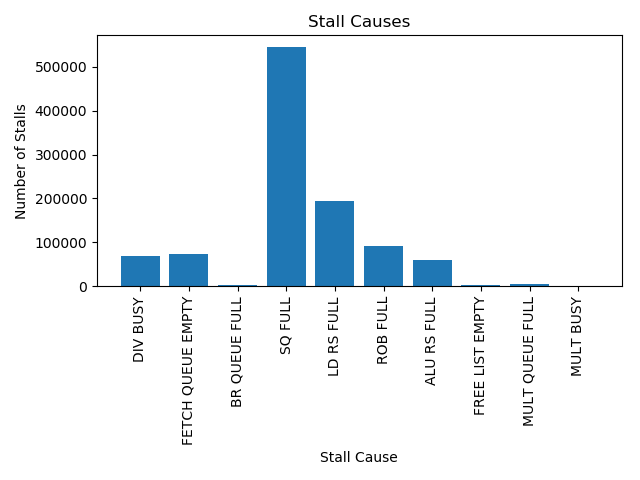 Stall Causes
Number of Stalls
500000
400000
300000
200000
100000
0
DIV BUSY
FETCH QUEUE EMPTY
BR QUEUE FULL
SQ FULL
LD RS FULL
ROB FULL
ALU RS FULL
FREE LIST EMPTY
MULT QUEUE FULL
MULT BUSY
Stall Cause